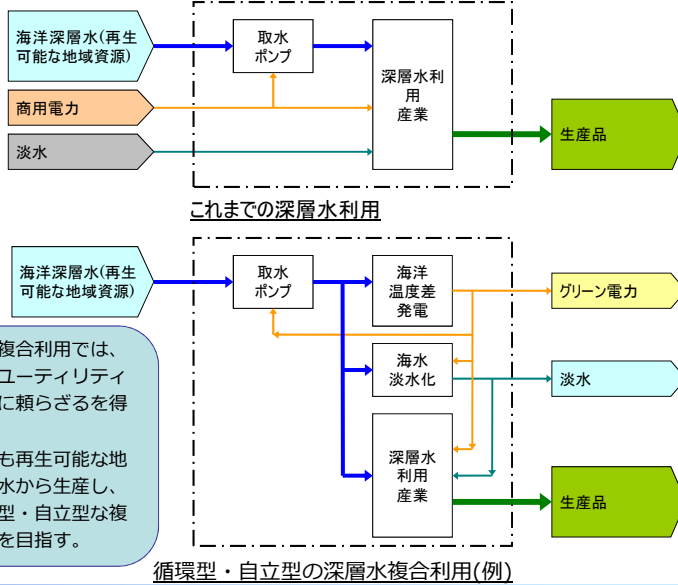 海洋深層水(再生
可能な地域資源)
取水
ポンプ
深層水利
用
産業
商用電力
淡水
生産品
これまでの深層水利用
海洋深層水(再生
可能な地域資源)
取水
ポンプ
海洋
温度差
発電
グリーン電力
海水
淡水化
淡水
深層水
利用
産業
生産品
複合利用では、
ユーティリティ
に頼らざるを得
も再生可能な地
水から生産し、
型・自立型な複
を目指す。
循環型・自立型の深層水複合利用(例)